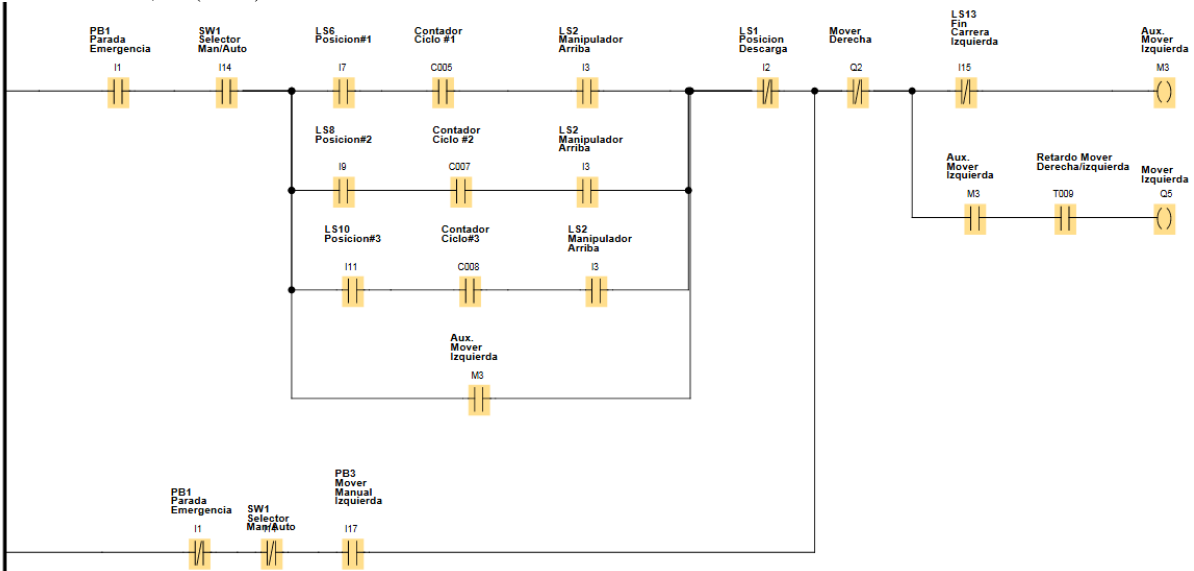 PB1
Parada
Emergencia
I1
SW1
Selector
Man/Auto
I14
LS6
Posicion#1
I7
Contador
Ciclo #1
C005
LS2
Manipulador
Arriba
I3
LS1
Posicion
Descarga
I2
Mover
Derecha
Q2
LS13
Fin
Carrera
Izquierda
I15
Aux.
Mover
Izquierda
M3
LS8
Posicion#2
I9
Contador
Ciclo #2
C007
LS2
Manipulador
Arriba
I3
Aux.
Mover
Izquierda
M3
Retardo Mover
Derecha/izquierda
T009
Mover
Izquierda
Q5
LS10
Posicion#3
I11
Contador
Ciclo#3
C008
LS2
Manipulador
Arriba
I3
Aux.
Mover
Izquierda
M3
PB1
Parada
Emergencia
I1
SW1
Selector
Man/Auto
PB3
Mover
Manual
Izquierda
I17